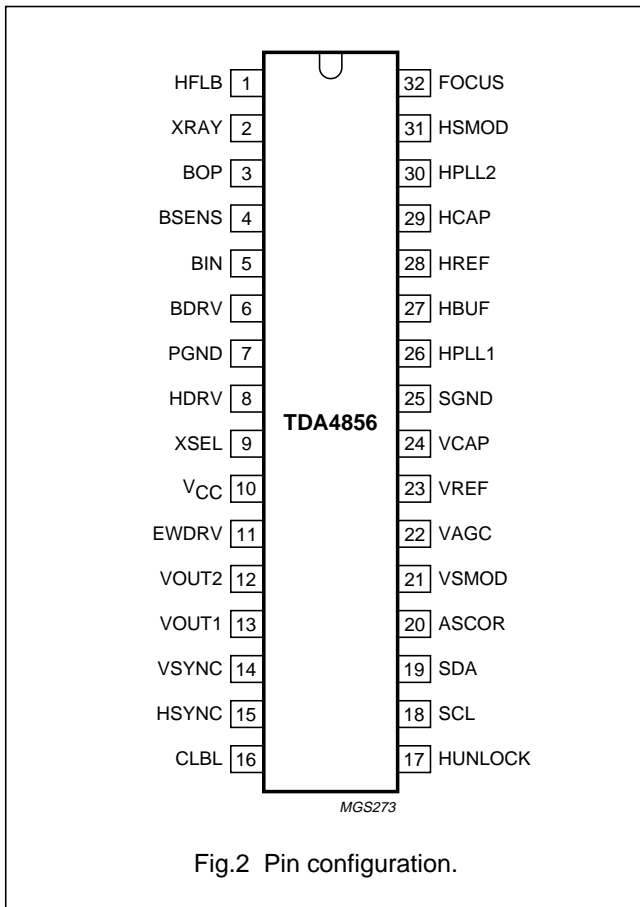 HFLB 1 32 FOCUS
XRAY 2 31 HSMOD
BOP 3 30 HPLL2
BSENS 4 29 HCAP
BIN 5 28 HREF
BDRV 6 27 HBUF
PGND 7 26 HPLL1
HDRV 8 25 SGND
TDA4856
XSEL 9 24 VCAP
VCC 10 23 VREF
EWDRV 11 22 VAGC
VOUT2 12 21 VSMOD
VOUT1 13 20 ASCOR
VSYNC 14 19 SDA
HSYNC 15 18 SCL
CLBL 16 17 HUNLOCK
MGS273
Fig.2 Pin configuration.